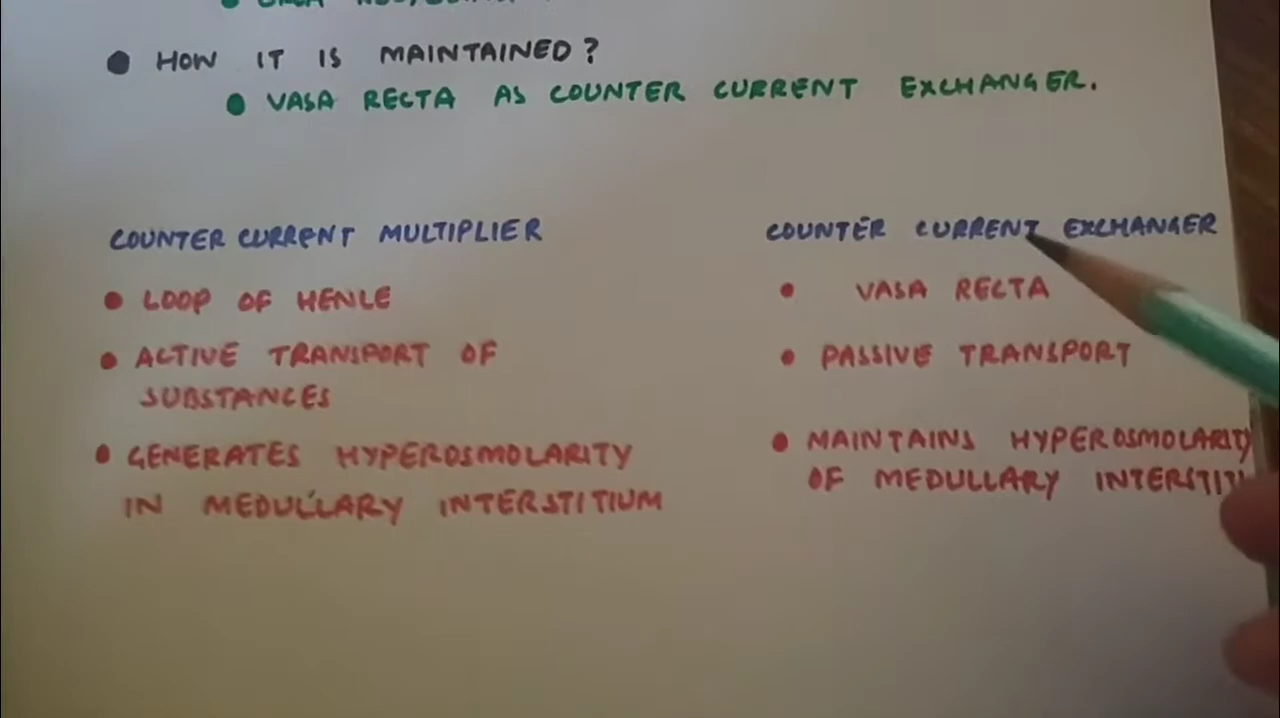 HOW IT IS MAINTAINED?
VASA RECTA AS COUNTER CURRENT EXCHANGER.
COUNTER CURRENT MULTIPLIER
LOOP OF HENLE
ACTIVE TRANSPORT OF
SUBSTANCES
GENERATES HYPEROSMOLARITY
IN MEDULLARY INTERSTITIUM
COUNTER CURRENT EXCHANGER
VASA RECTA
PASSIVE TRANSPORT
MAINTAINS HYPEROSMOLARITY
OF MEDULLARY